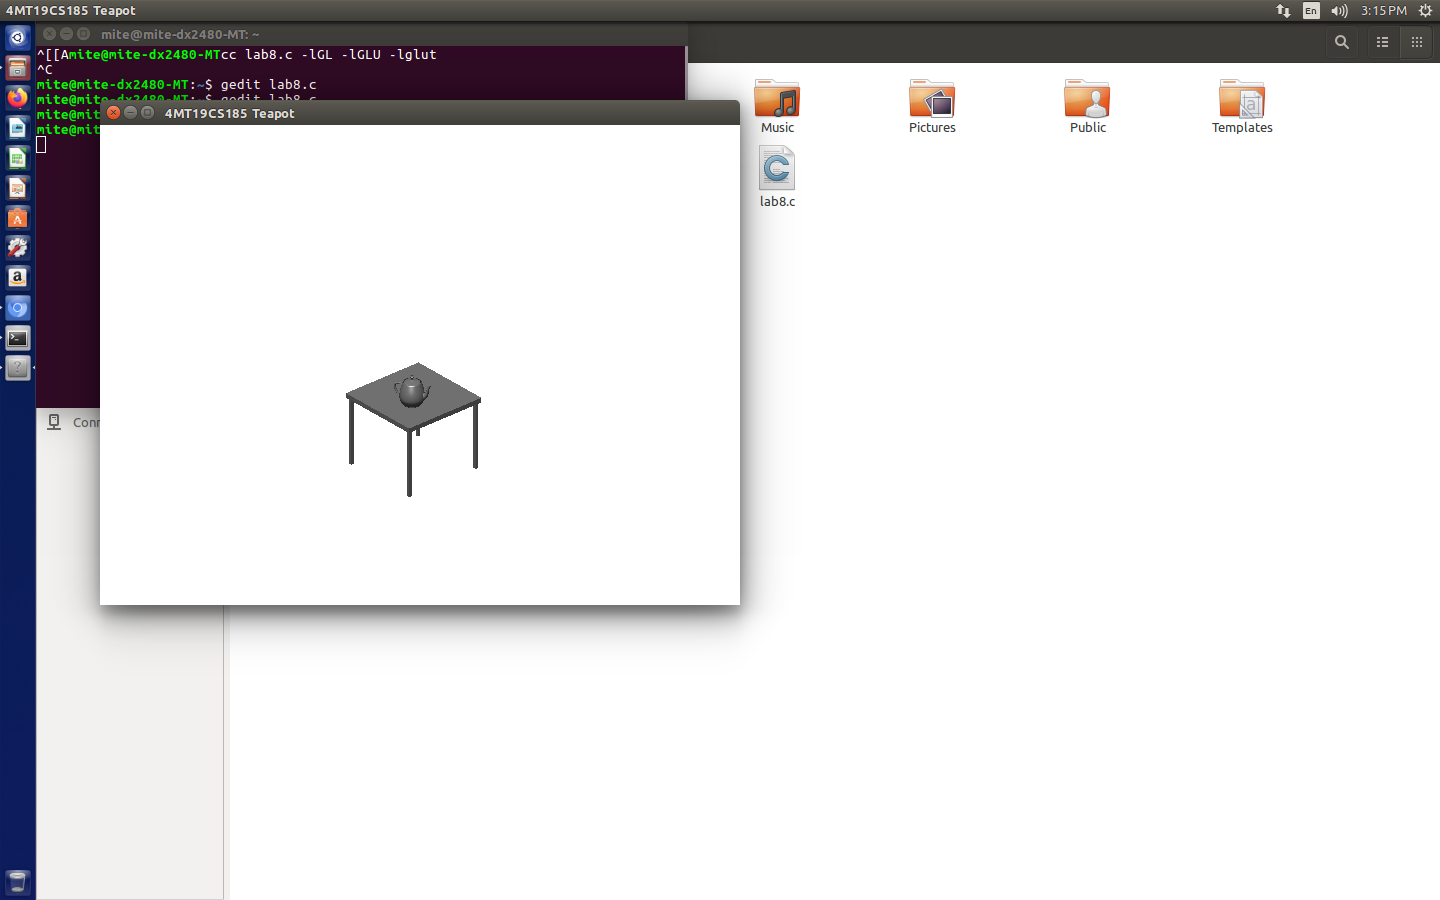 4MT19CS185 Teapot
En
3:15 PM
mite@mite-dx2480-MT: ~
^[[Amite@mite-dx2480-MTcc lab8.c -lGL -lGLU -lglut
^C
mite@mite-dx2480-MT:~$ gedit lab8.c
mite@mite-dx2480-MT:~$ gedit lab8.c
mite@mit
mite@mit
4MT19CS185 Teapot
Music
Pictures
Public
Templates
lab8.c
Conn